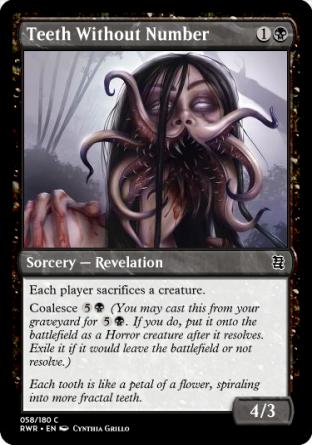 Teeth Without Number 1
Sorcery — Revelation
Each player sacrifices a creature.
Coalesce 5 (You may cast this from your
graveyard for 5 . If you do, put it onto the
battlefield as a Horror creature after it resolves.
Exile it if it would leave the battlefield or not
resolve.)
Each tooth is like a petal of a flower, spiraling
into more fractal teeth.
4/3
058/180 C
RWR • EN Cynthia Grillo